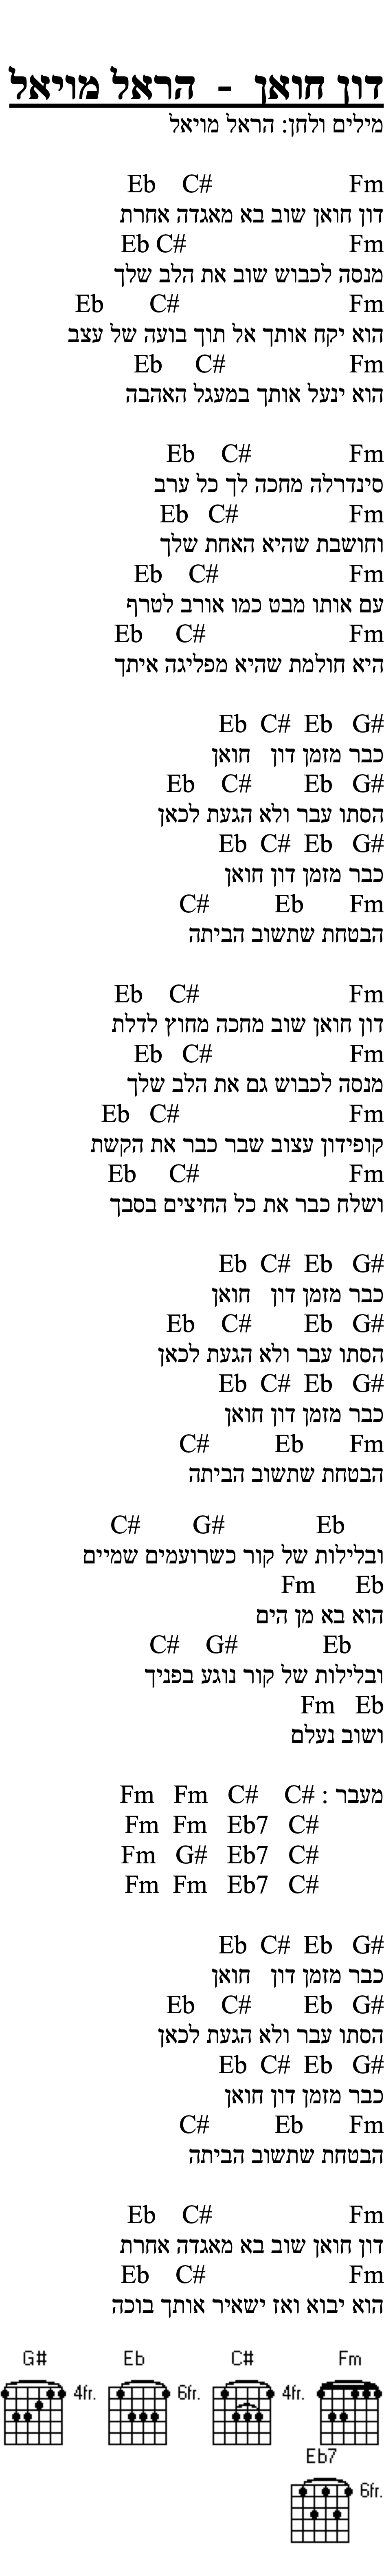 דון חואן - הראל מויאל
מילים ולחן: הראל מויאל
Fm C# Eb
דון חואן שוב בא מאגדה אחרת
Fm C# Eb
מנסה לכבוש שוב את הלב שלך
Fm C# Eb
הוא יקח אותך אל תוך בועה של עצב
Fm C# Eb
הוא ינעל אותך במעגל האהבה
Fm C# Eb
סינדרלה מחכה לך כל ערב
Fm C# Eb
וחושבת שהיא האחת שלך
Fm C# Eb
עם אותו מבט כמו אורב לטרף
Fm C# Eb
היא חולמת שהיא מפליגה איתך
G# Eb C# Eb
כבר מזמן דון חואן
G# Eb C# Eb
הסתו עבר ולא הגעת לכאן
G# Eb C# Eb
כבר מזמן דון חואן
Fm Eb C#
הבטחת שתשוב הביתה
Fm C# Eb
דון חואן שוב מחכה מחוץ לדלת
Fm C# Eb
מנסה לכבוש גם את הלב שלך
Fm C# Eb
קופידון עצוב שבר כבר את הקשת
Fm C# Eb
ושלח כבר את כל החיצים בסבך
G# Eb C# Eb
כבר מזמן דון חואן
G# Eb C# Eb
הסתו עבר ולא הגעת לכאן
G# Eb C# Eb
כבר מזמן דון חואן
Fm Eb C#
הבטחת שתשוב הביתה
Eb G# C#
ובלילות של קור כשרועמים שמיים
Eb Fm
הוא בא מן הים
Eb G# C#
ובלילות של קור נוגע בפניך
Eb Fm
ושוב נעלם
מעבר : C# C# Fm Fm
C# Eb7 Fm Fm
C# Eb7 G# Fm
C# Eb7 Fm Fm
G# Eb C# Eb
כבר מזמן דון חואן
G# Eb C# Eb
הסתו עבר ולא הגעת לכאן
G# Eb C# Eb
כבר מזמן דון חואן
Fm Eb C#
הבטחת שתשוב הביתה
Fm C# Eb
דון חואן שוב בא מאגדה אחרת
Fm C# Eb
הוא יבוא ואז ישאיר אותך בוכה
G# Eb C# Fm
4fr. 6fr. 4fr.
Eb7
6fr.